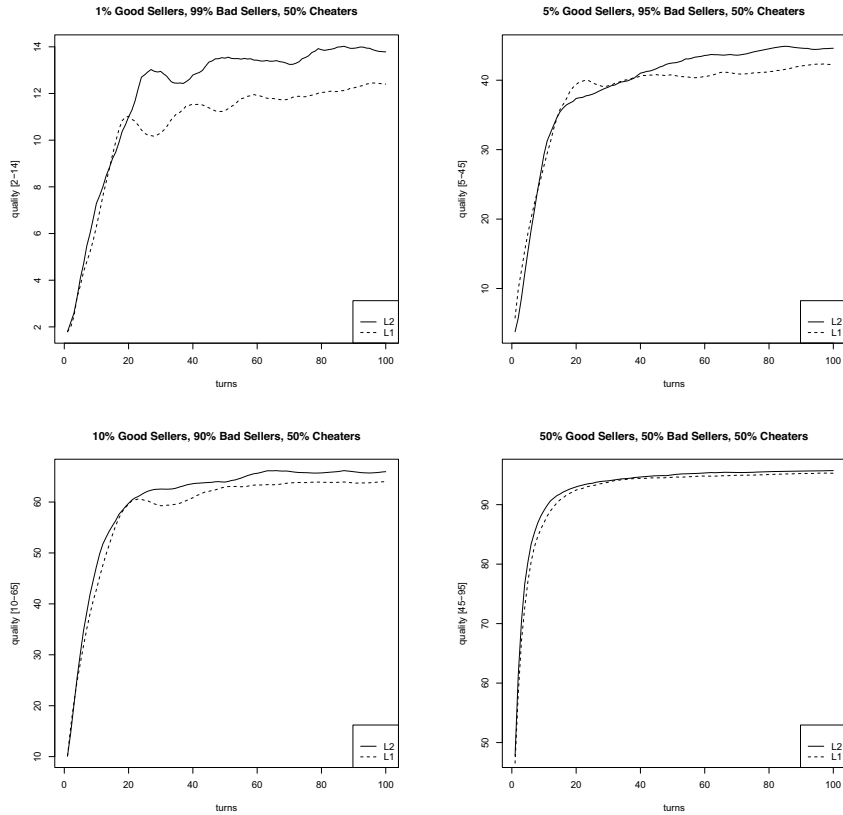 1% Good Sellers, 99% Bad Sellers, 50% Cheaters
quality [2−14]
14
12
10
8
6
4
2
0 20 40 60 80 100
turns
L2
L1
5% Good Sellers, 95% Bad Sellers, 50% Cheaters
quality [5−45]
40
30
20
10
0 20 40 60 80 100
turns
L2
L1
10% Good Sellers, 90% Bad Sellers, 50% Cheaters
quality [10−65]
60
50
40
30
20
10
0 20 40 60 80 100
turns
L2
L1
50% Good Sellers, 50% Bad Sellers, 50% Cheaters
quality [45−95]
90
80
70
60
50
0 20 40 60 80 100
turns
L2
L1